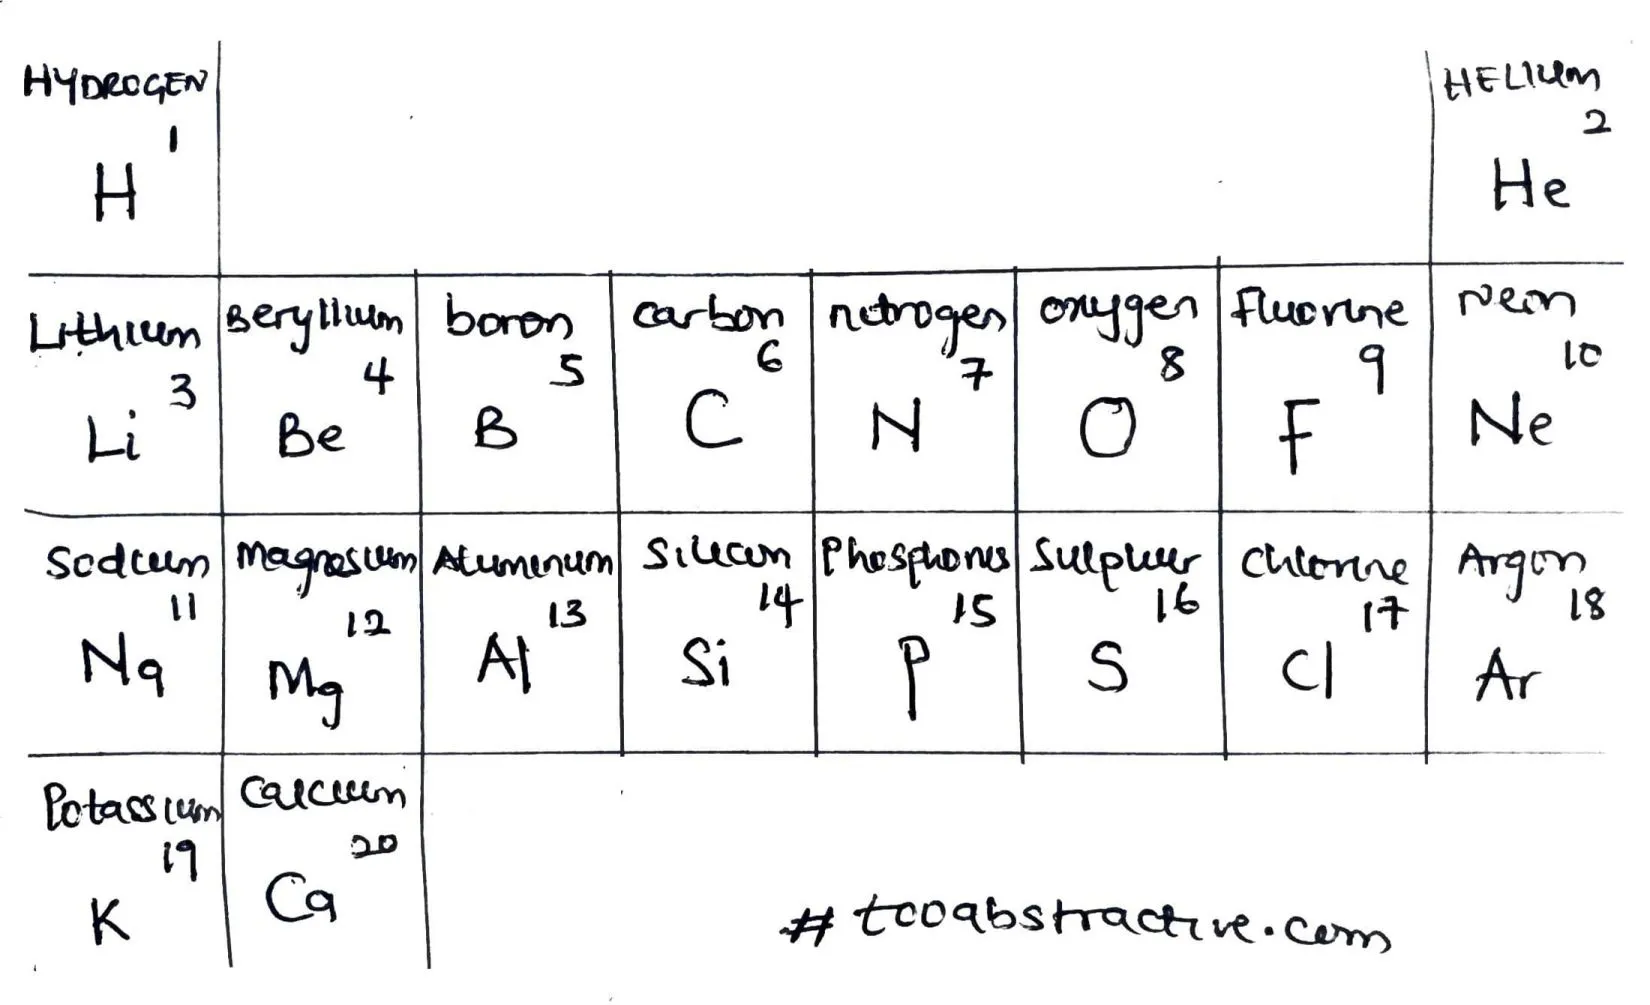 HYDROGEN
1
H
HELIUM
2
He
Lithium
3
Li
Beryllium
4
Be
boron
5
B
carbon
6
C
nitrogen
7
N
oxygen
8
O
fluorine
9
F
neon
10
Ne
Sodium
11
Na
Magnesium
12
Mg
Aluminum
13
Al
Silicon
14
Si
Phosphorus
15
P
Sulphur
16
S
Chlorine
17
Cl
Argon
18
Ar
Potassium
19
K
Calcium
20
Ca
# tooabstractive.com